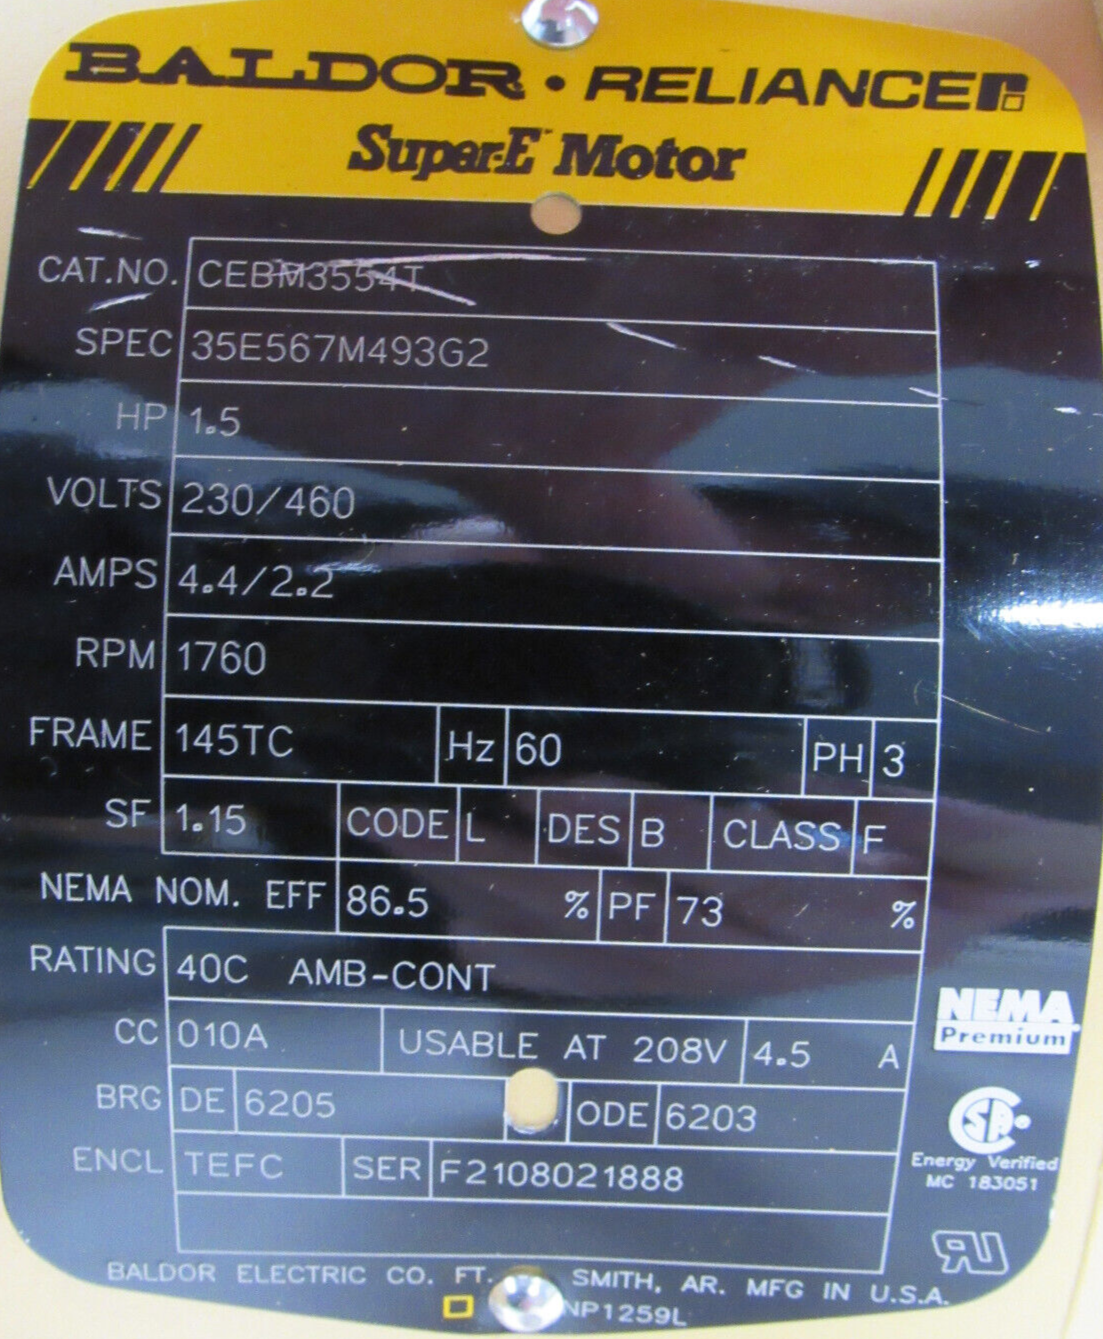 BALDOR • RELIANCE
Super-E Motor
CAT.NO. CEBM3554T
SPEC 35E567M493G2
HP 1.5
VOLTS 230/460
AMPS 4.4/2.2
RPM 1760
FRAME 145TC Hz 60 PH 3
SF 1.15 CODE L DES B CLASS F
NEMA NOM. EFF 86.5 % PF 73 %
RATING 40C AMB-CONT
CC 010A USABLE AT 208V 4.5 A
BRG DE 6205 ODE 6203
ENCL TEFC SER F2108021888
NEMA
Premium
Energy Verified
MC 183051
BALDOR ELECTRIC CO. FT. SMITH, AR. MFG IN U.S.A.
NP1259L